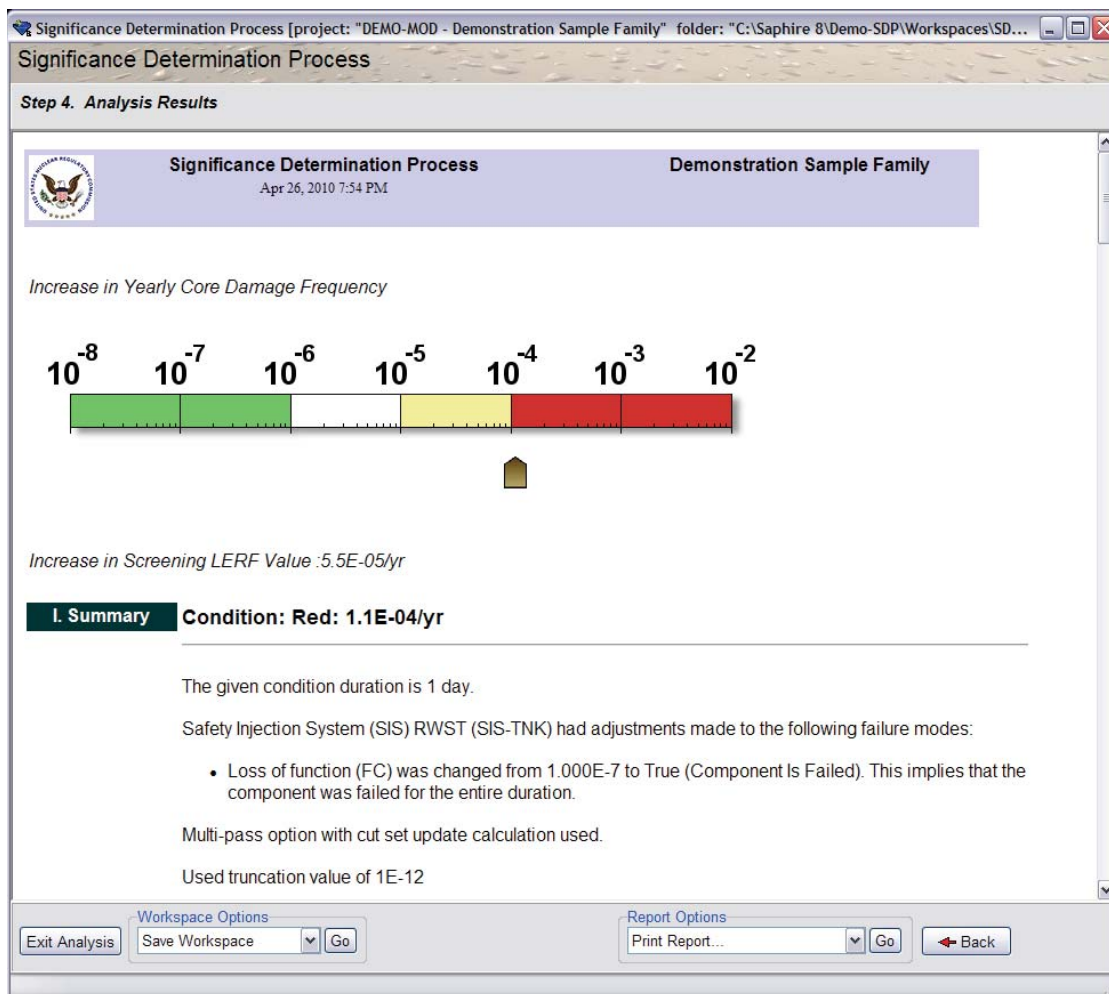 Significance Determination Process [project: "DEMO-MOD - Demonstration Sample Family" folder: "C:\Saphire 8\Demo-SDP\Workspaces\SD...
Significance Determination Process
Step 4. Analysis Results
Significance Determination Process
Demonstration Sample Family
Apr 26, 2010 7:54 PM
Increase in Yearly Core Damage Frequency
10-8 10-7 10-6 10-5 10-4 10-3 10-2
Increase in Screening LERF Value :5.5E-05/yr
I. Summary
Condition: Red: 1.1E-04/yr
The given condition duration is 1 day.
Safety Injection System (SIS) RWST (SIS-TNK) had adjustments made to the following failure modes:
• Loss of function (FC) was changed from 1.000E-7 to True (Component Is Failed). This implies that the
component was failed for the entire duration.
Multi-pass option with cut set update calculation used.
Used truncation value of 1E-12
Workspace Options
Report Options
Exit Analysis
Save Workspace
Go
Print Report...
Go
Back